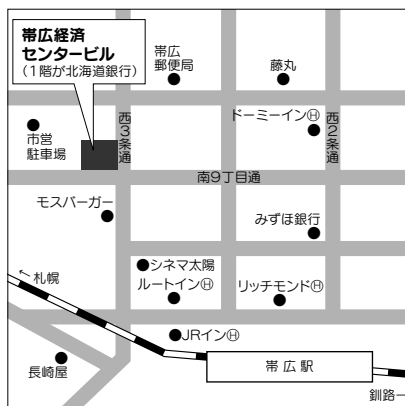 帯広経済
センタービル
(1階が北海道銀行)
帯広
郵便局
藤丸
ドーミーインⒽ
市営
駐車場
西3条通
西2条通
南9丁目通
モスバーガー
みずほ銀行
シネマ太陽
ルートインⒽ
リッチモンドⒽ
←札幌
JRインⒽ
長崎屋
帯広駅
釧路